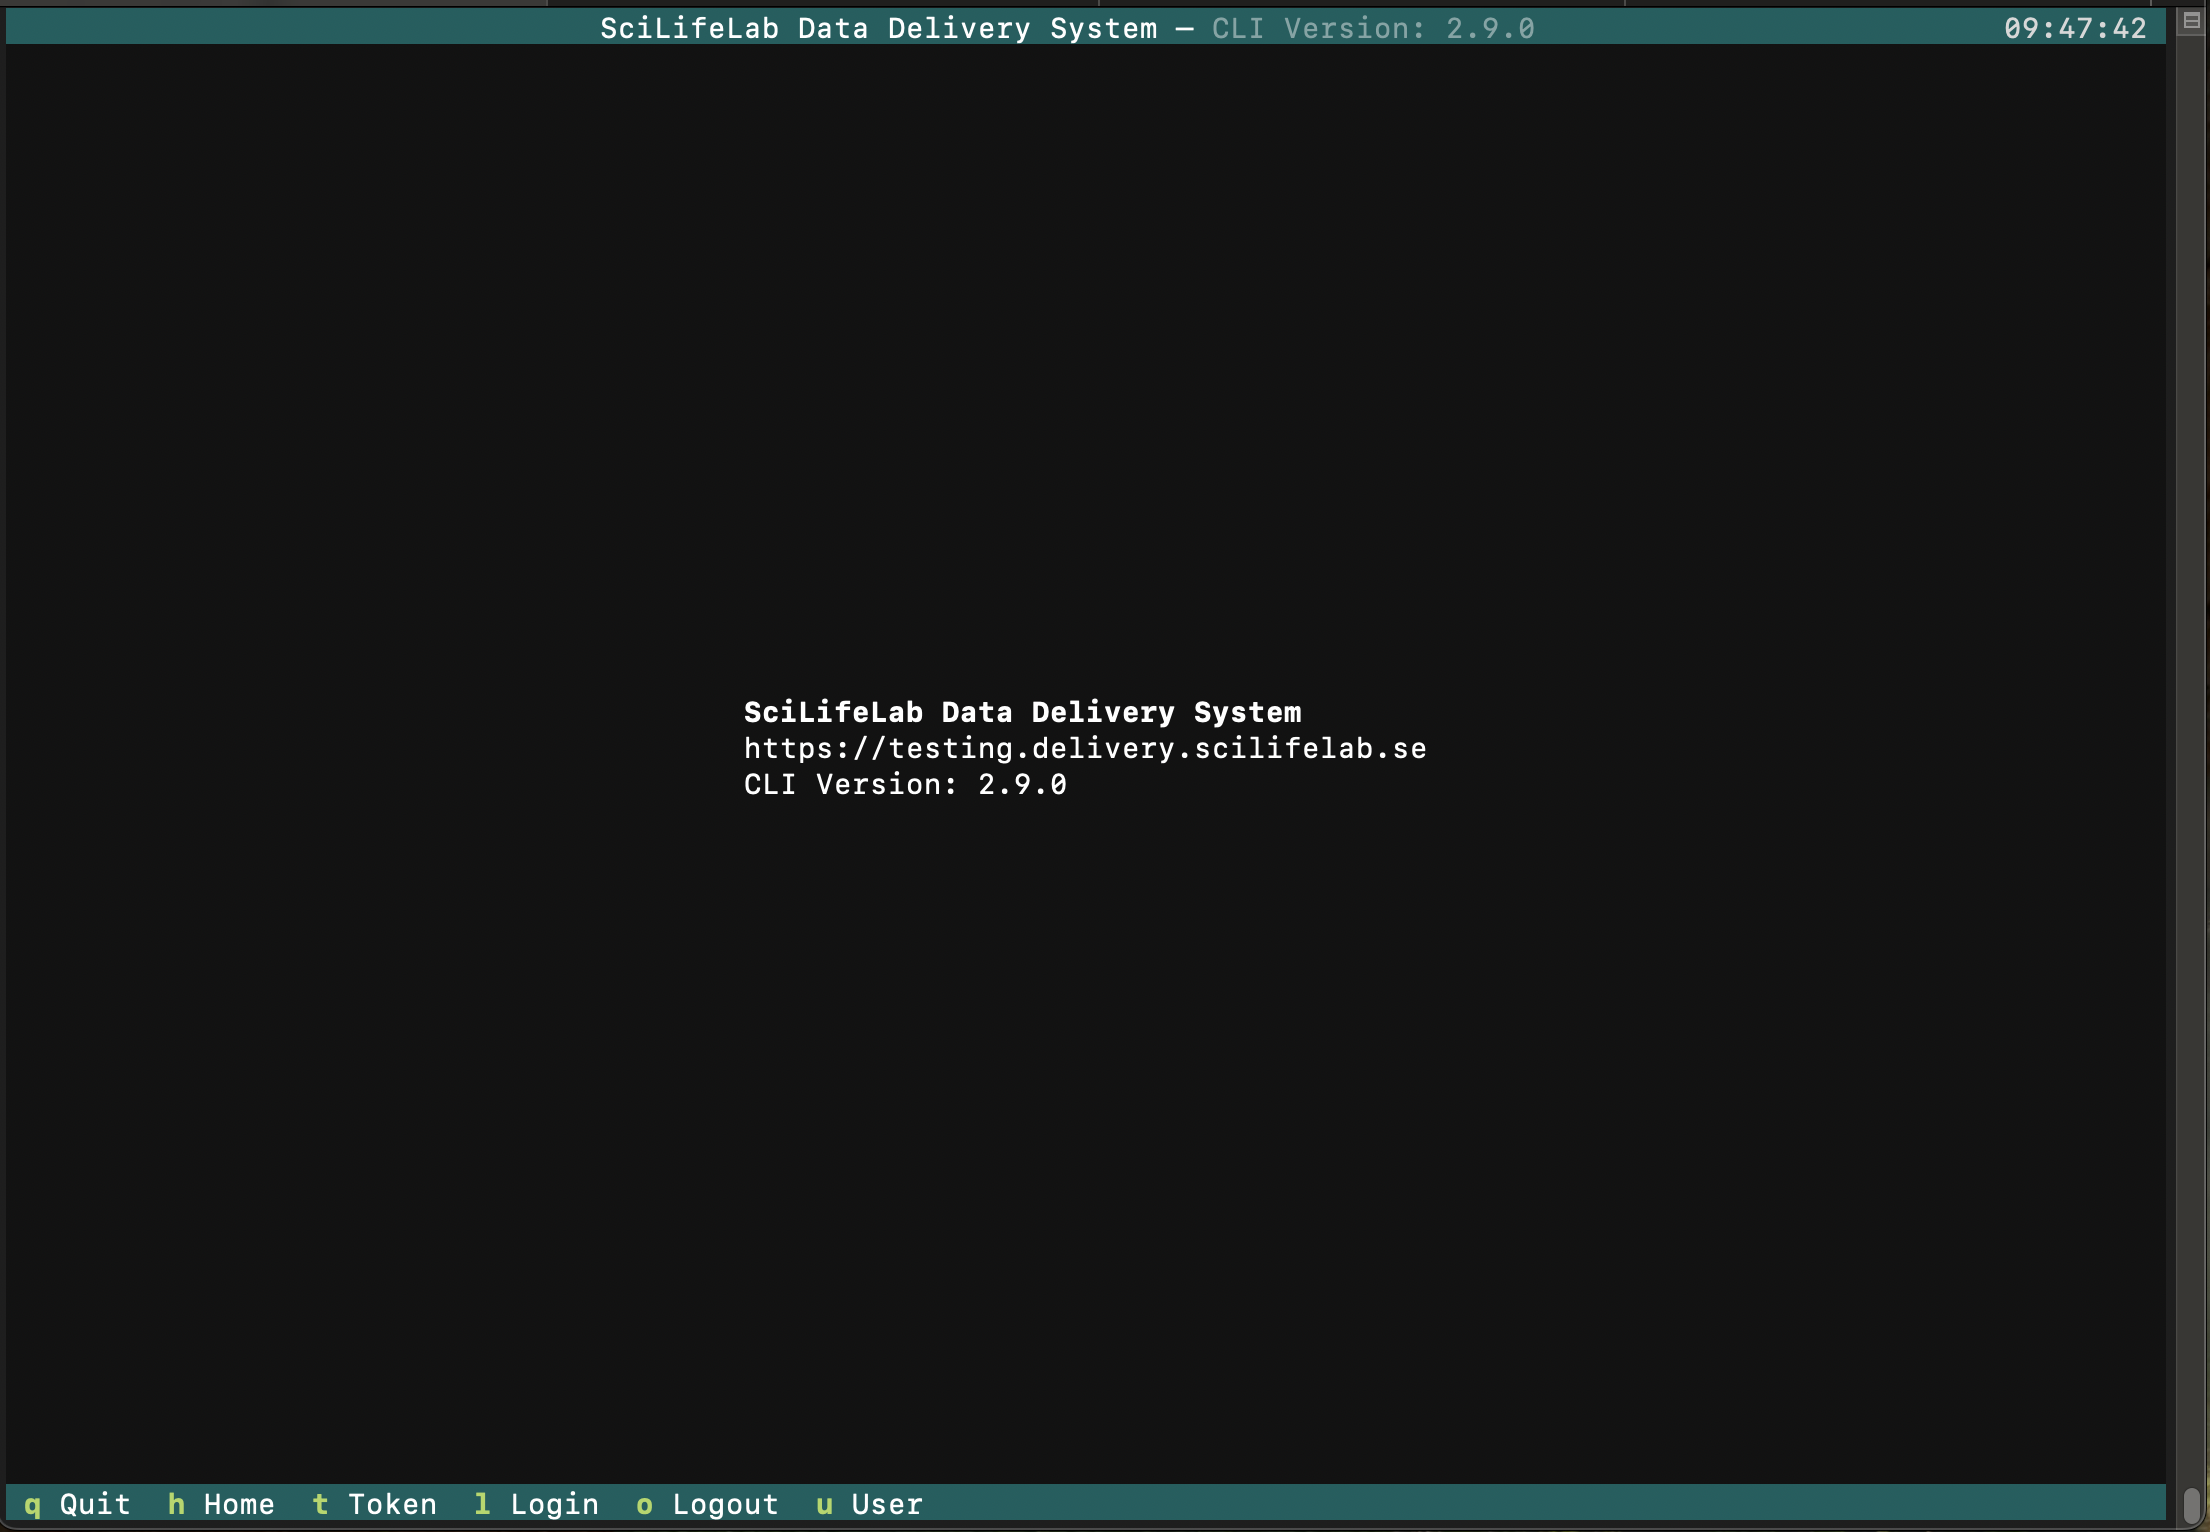 SciLifeLab Data Delivery System — CLI Version: 2.9.0 09:47:42
SciLifeLab Data Delivery System
https://testing.delivery.scilifelab.se
CLI Version: 2.9.0
q Quit h Home t Token l Login o Logout u User